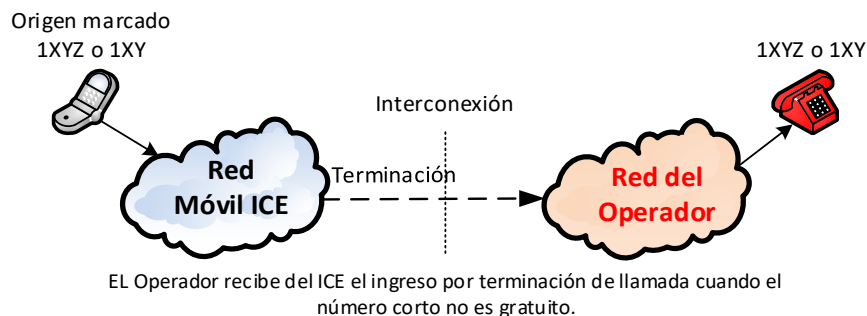 Origen marcado
1XYZ o 1XY
1XYZ o 1XY
Interconexión
Red
Móvil ICE
Terminación
Red del
Operador
EL Operador recibe del ICE el ingreso por terminación de llamada cuando el
número corto no es gratuito.